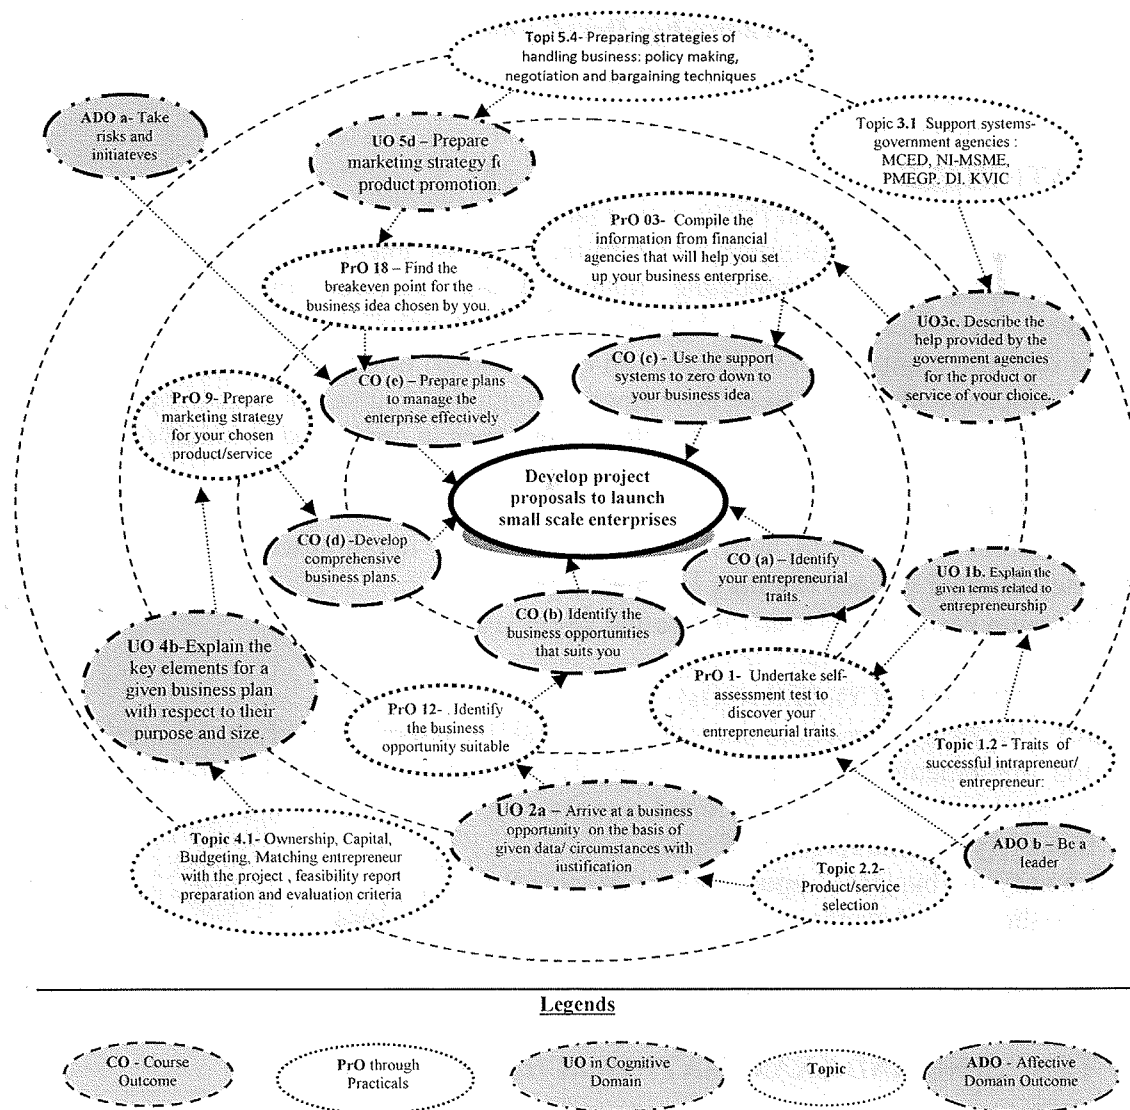 Topi 5.4- Preparing strategies of
handling business: policy making,
negotiation and bargaining techniques
ADO a- Take
risks and
initiateves
UO 5d – Prepare
marketing strategy fo
product promotion.
Topic 3.1 Support systems-
government agencies :
MCED, NI-MSME,
PMEGP, DI, KVIC
PrO 03- Compile the
information from financial
agencies that will help you set
up your business enterprise.
PrO 18 – Find the
breakeven point for the
business idea chosen by you.
UO3c. Describe the
help provided by the
government agencies
for the product or
service of your choice.
CO (e) – Prepare plans
to manage the
enterprise effectively
CO (c) - Use the support
systems to zero down to
your business idea.
PrO 9- Prepare
marketing strategy
for your chosen
product/service
Develop project
proposals to launch
small scale enterprises
CO (d) -Develop
comprehensive
business plans.
CO (a) – Identify
your entrepreneurial
traits.
UO 1b. Explain the
given terms related to
entrepreneurship
CO (b) Identify the
business opportunities
that suits you
UO 4b-Explain the
key elements for a
given business plan
with respect to their
purpose and size.
PrO 12- . Identify
the business
opportunity suitable
PrO 1- Undertake self-
assessment test to
discover your
entrepreneurial traits.
Topic 1.2 - Traits of
successful intrapreneur/
entrepreneur:
UO 2a – Arrive at a business
opportunity on the basis of
given data/ circumstances with
justification
Topic 4.1- Ownership, Capital,
Budgeting, Matching entrepreneur
with the project , feasibility report
preparation and evaluation criteria
ADO b – Be a
leader
Topic 2.2-
Product/service
selection
Legends
CO - Course
Outcome
PrO through
Practicals
UO in Cognitive
Domain
Topic
ADO - Affective
Domain Outcome